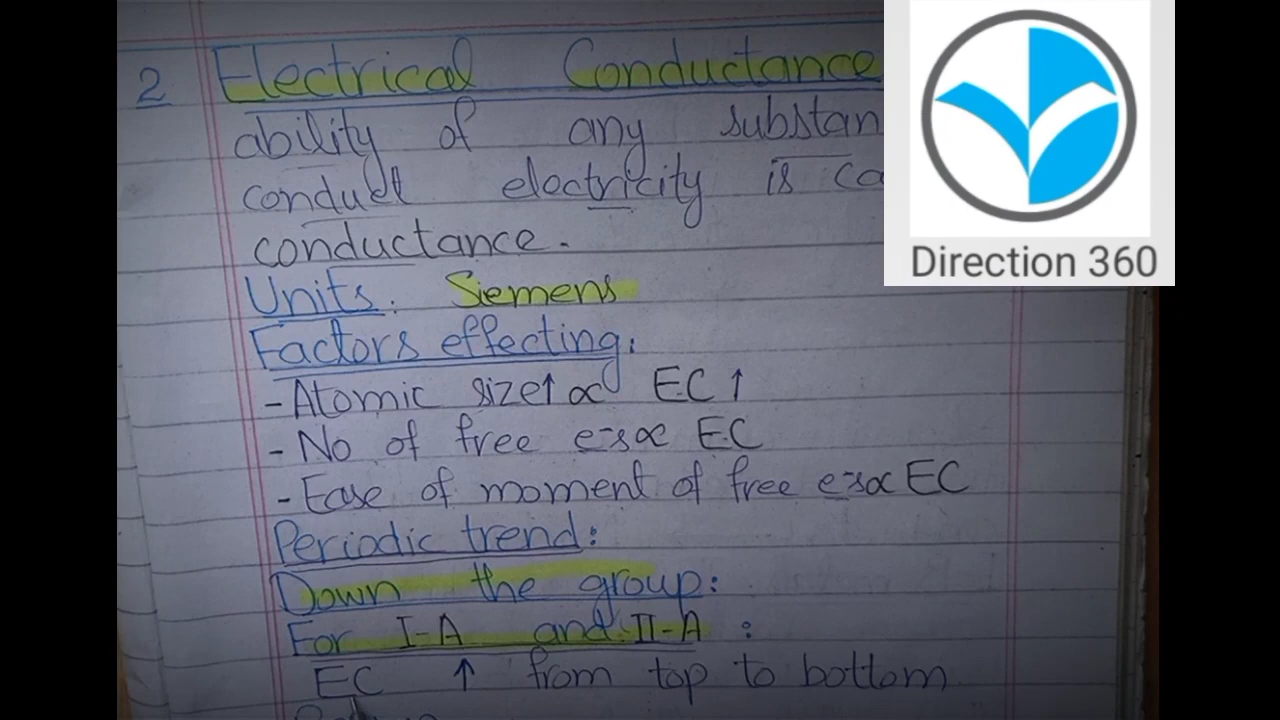 2 Electrical Conductance
ability of any substan
conduct electricity is ca
conductance.
Units: Siemens
Factors effecting:
- Atomic size↑ ∝ EC ↑
- No of free e-s ∝ EC
- Ease of moment of free e-s ∝ EC
Periodic trend:
Down the group:
For I-A and II-A :
EC ↑ from top to bottom
Direction 360